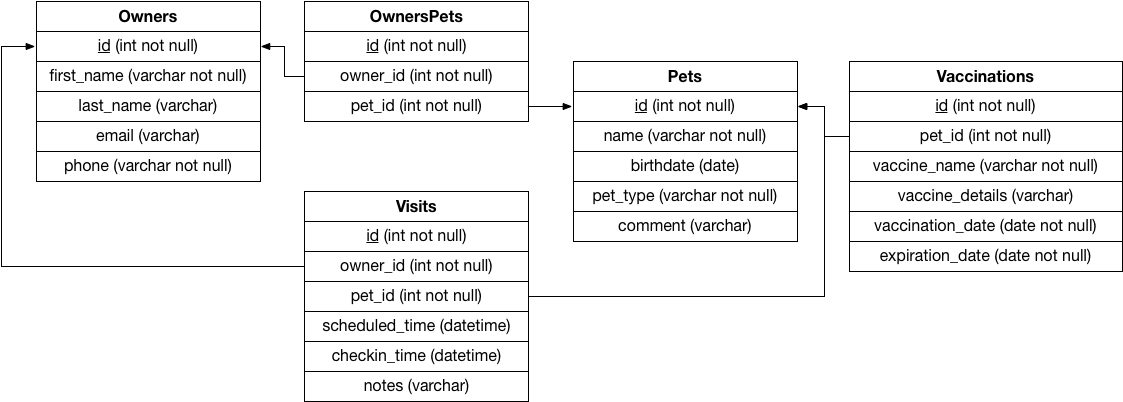 Owners
id (int not null)
first_name (varchar not null)
last_name (varchar)
email (varchar)
phone (varchar not null)
OwnersPets
id (int not null)
owner_id (int not null)
pet_id (int not null)
Pets
id (int not null)
name (varchar not null)
birthdate (date)
pet_type (varchar not null)
comment (varchar)
Vaccinations
id (int not null)
pet_id (int not null)
vaccine_name (varchar not null)
vaccine_details (varchar)
vaccination_date (date not null)
expiration_date (date not null)
Visits
id (int not null)
owner_id (int not null)
pet_id (int not null)
scheduled_time (datetime)
checkin_time (datetime)
notes (varchar)